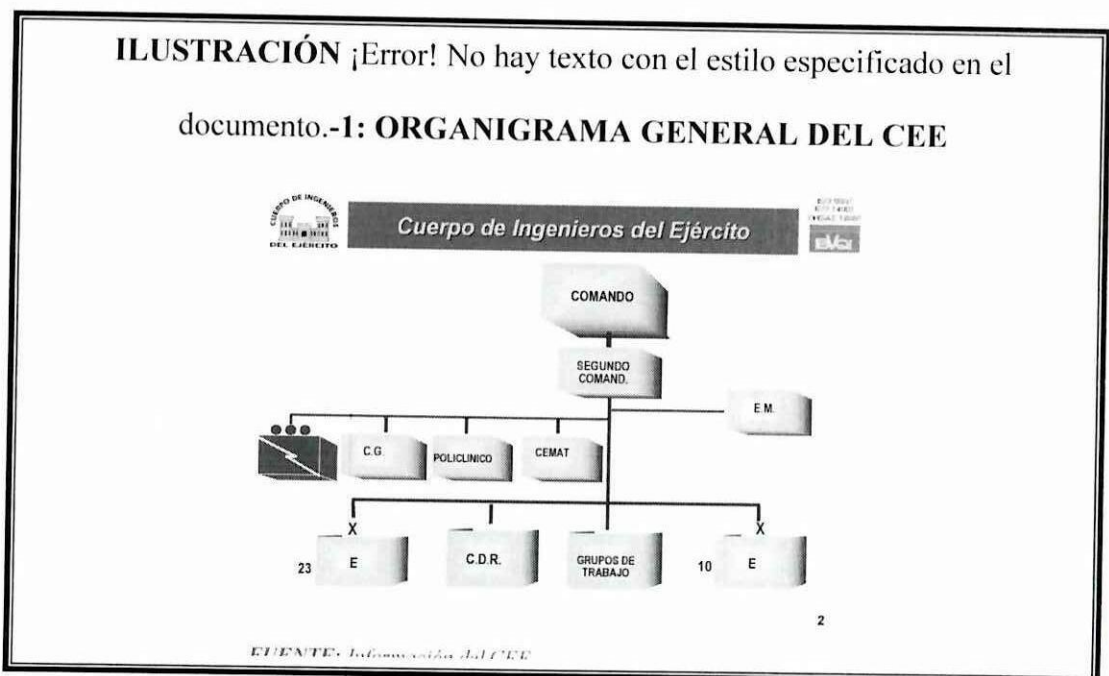 ILUSTRACIÓN ¡Error! No hay texto con el estilo especificado en el
documento.-1: ORGANIGRAMA GENERAL DEL CEE
CUERPO DE INGENIEROS
DEL EJÉRCITO
Cuerpo de Ingenieros del Ejército
COMANDO
SEGUNDO
COMAND.
E.M.
C.G.
POLICLINICO
CEMAT
X
X
23
E
C.D.R.
GRUPOS DE
TRABAJO
10
E
2
FUENTE: Información del CEE